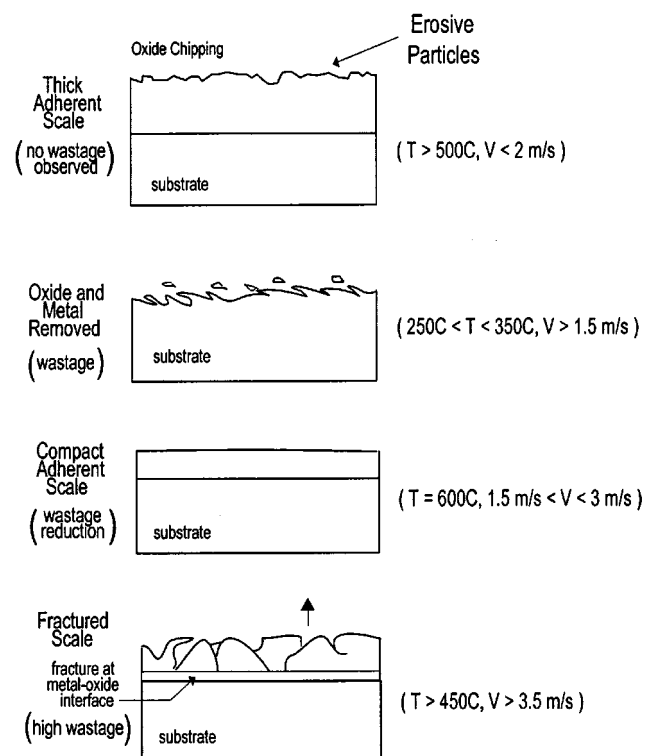 Oxide Chipping
Erosive
Particles
Thick
Adherent
Scale
( no wastage
observed )
( T > 500C, V < 2 m/s )
substrate
Oxide and
Metal
Removed
( wastage )
( 250C < T < 350C, V > 1.5 m/s )
substrate
Compact
Adherent
Scale
( wastage
reduction )
( T = 600C, 1.5 m/s < V < 3 m/s )
substrate
Fractured
Scale
fracture at
metal-oxide
interface
( high wastage )
( T > 450C, V > 3.5 m/s )
substrate